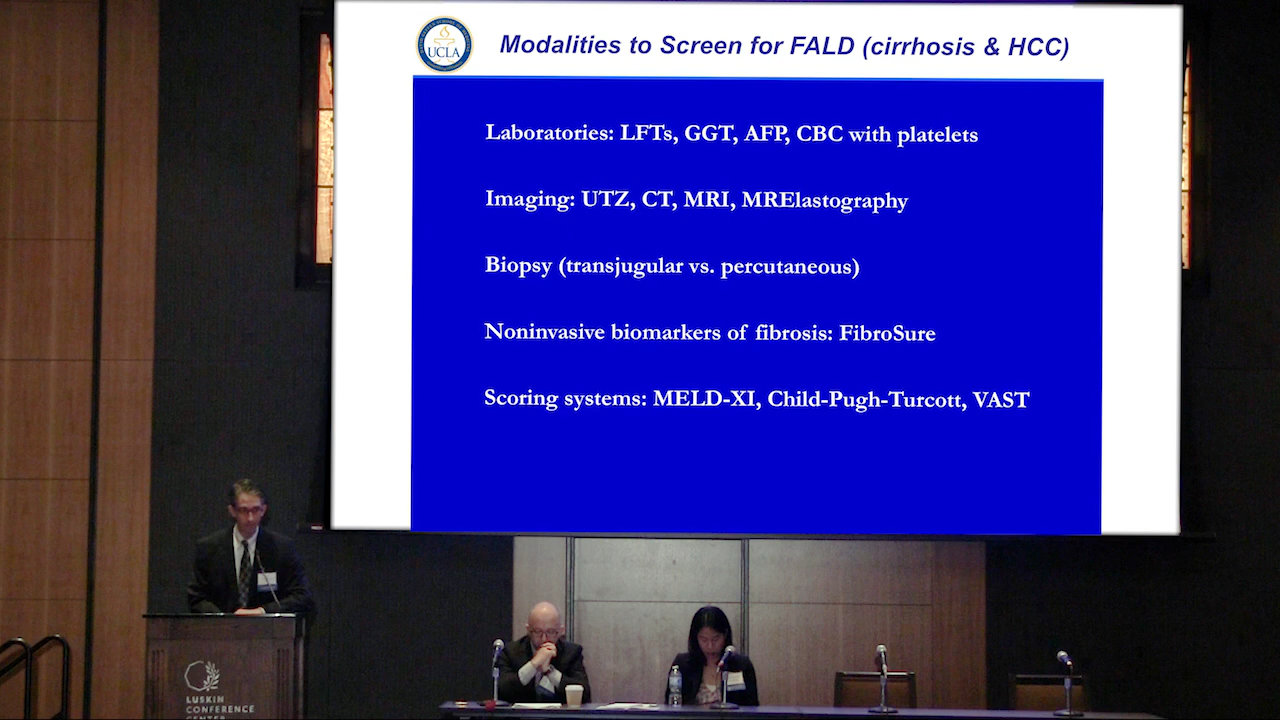 UCLA
Modalities to Screen for FALD (cirrhosis & HCC)
Laboratories: LFTs, GGT, AFP, CBC with platelets
Imaging: UTZ, CT, MRI, MRElastography
Biopsy (transjugular vs. percutaneous)
Noninvasive biomarkers of fibrosis: FibroSure
Scoring systems: MELD-XI, Child-Pugh-Turcott, VAST
LUSKIN
CONFERENCE
CENTER